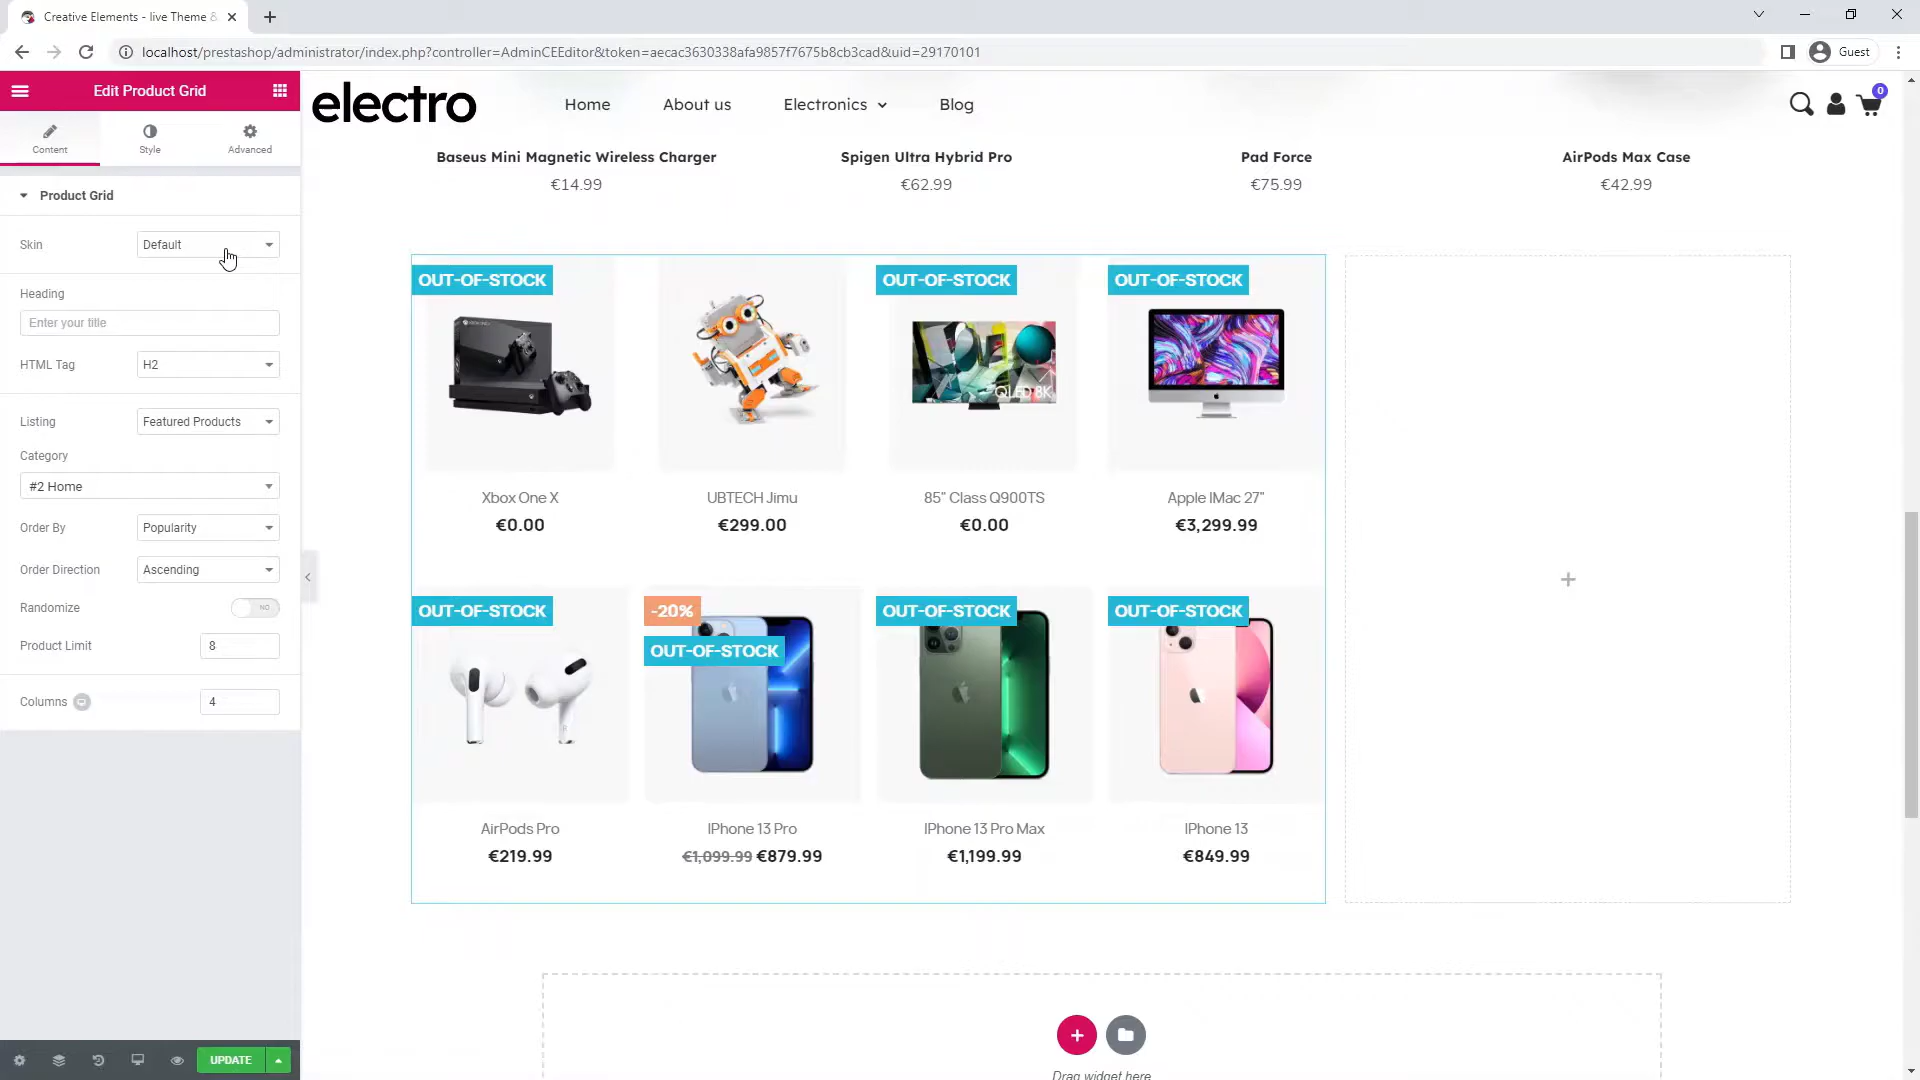 Creative Elements - live Theme &
localhost/prestashop/administrator/index.php?controller=AdminCEEditor&token=aecac3630338afa9857f7675b8cb3cad&uid=29170101
Guest
Edit Product Grid
electro
Home
About us
Electronics
Blog
0
Content
Style
Advanced
Baseus Mini Magnetic Wireless Charger
Spigen Ultra Hybrid Pro
Pad Force
AirPods Max Case
€14.99
€62.99
€75.99
€42.99
Product Grid
Skin
Default
Heading
Enter your title
HTML Tag
H2
Listing
Featured Products
Category
#2 Home
Order By
Popularity
Order Direction
Ascending
Randomize
NO
Product Limit
8
Columns
4
OUT-OF-STOCK
OUT-OF-STOCK
OUT-OF-STOCK
QLED 8K
Xbox One X
UBTECH Jimu
85" Class Q900TS
Apple IMac 27"
€0.00
€299.00
€0.00
€3,299.99
OUT-OF-STOCK
-20%
OUT-OF-STOCK
OUT-OF-STOCK
OUT-OF-STOCK
AirPods Pro
IPhone 13 Pro
IPhone 13 Pro Max
IPhone 13
€219.99
€1,099.99 €879.99
€1,199.99
€849.99
Drag widget here
UPDATE